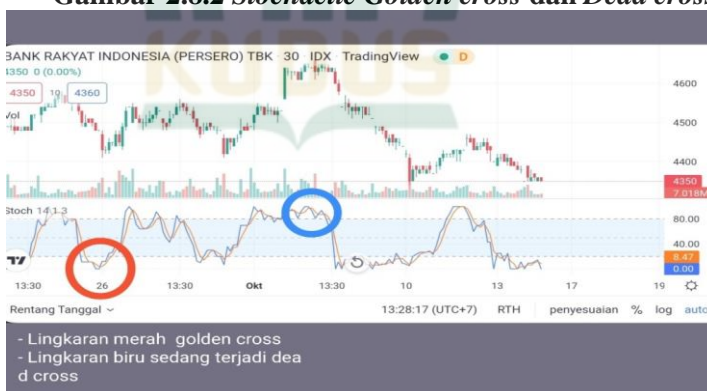 Gambar 2.8.2 Stochastic Golden cross dan Dead cross
KUDUS
BANK RAKYAT INDONESIA (PERSERO) TBK 30 IDX TradingView D
4350 0 (0.00%)
4350 10 4360
Vol
4600
4500
4400
4350
7.018M
Stoch 14 1 3
80.00
40.00
8.47
0.00
13:30 26 13:30 Okt 13:30 10 13 17 19
Rentang Tanggal 13:28:17 (UTC+7) RTH penyesuaian % log auto
- Lingkaran merah golden cross
- Lingkaran biru sedang terjadi dea
d cross